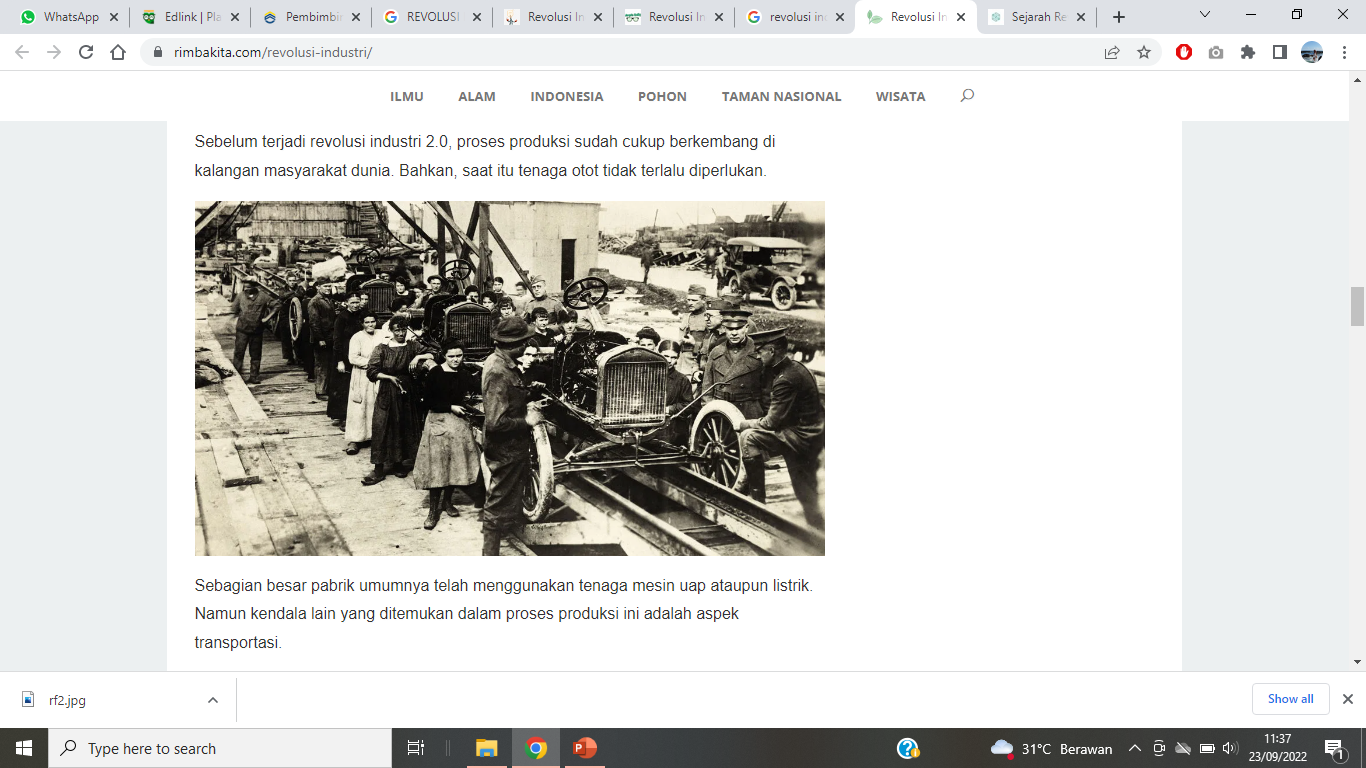 WhatsApp
Edlink | Pla
Pembimbin
REVOLUSI
Revolusi In
Revolusi In
revolusi in
Revolusi In
Sejarah Re
rimbakita.com/revolusi-industri/
ILMU ALAM INDONESIA POHON TAMAN NASIONAL WISATA
Sebelum terjadi revolusi industri 2.0, proses produksi sudah cukup berkembang di
kalangan masyarakat dunia. Bahkan, saat itu tenaga otot tidak terlalu diperlukan.
Sebagian besar pabrik umumnya telah menggunakan tenaga mesin uap ataupun listrik.
Namun kendala lain yang ditemukan dalam proses produksi ini adalah aspek
transportasi.
rf2.jpg
Show all
Type here to search
31°C Berawan
11:37
23/09/2022
1